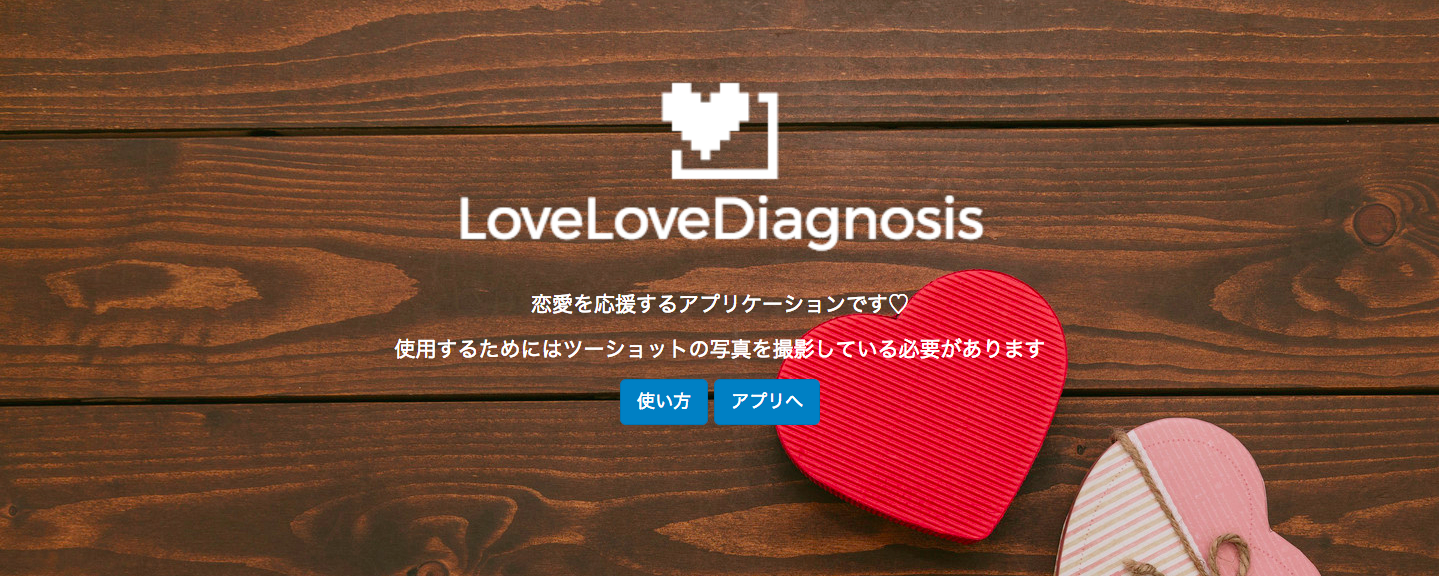 LoveLoveDiagnosis
恋愛を応援するアプリケーションです♡
使用するためにはツーショットの写真を撮影している必要があります
使い方 アプリへ